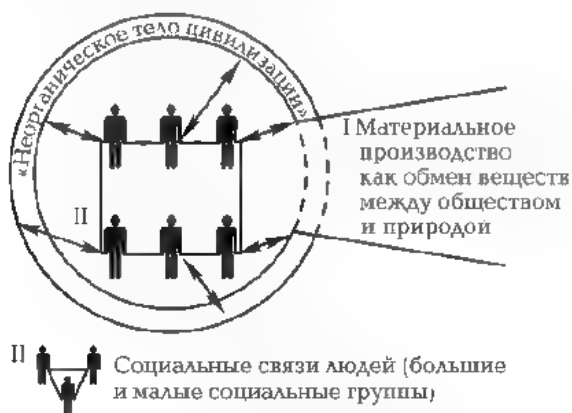 «Неорганическое тело цивилизации»
I Материальное
производство
как обмен веществ
между обществом
и природой
II
II Социальные связи людей (большие
и малые социальные группы)